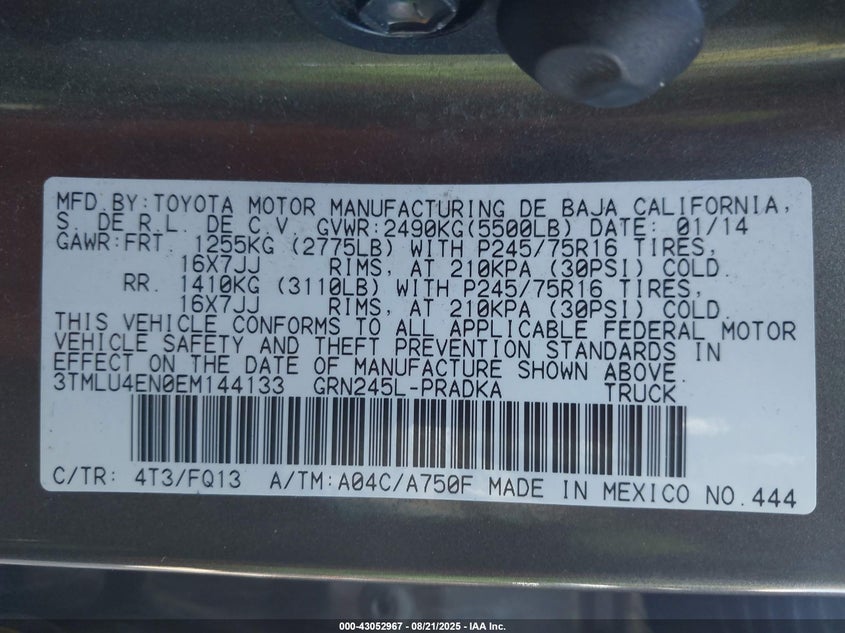 MFD.BY:TOYOTA MOTOR MANUFACTURING DE BAJA CALIFORNIA,
S. DE R.L. DE C.V. GVWR:2490KG(5500LB) DATE: 01/14
GAWR:FRT. 1255KG (2775LB) WITH P245/75R16 TIRES,
16X7JJ RIMS, AT 210KPA (30PSI) COLD.
RR. 1410KG (3110LB) WITH P245/75R16 TIRES,
16X7JJ RIMS, AT 210KPA (30PSI) COLD.
THIS VEHICLE CONFORMS TO ALL APPLICABLE FEDERAL MOTOR
VEHICLE SAFETY AND THEFT PREVENTION STANDARDS IN
EFFECT ON THE DATE OF MANUFACTURE SHOWN ABOVE.
3TMLU4EN0EM144133 GRN245L-PRADKA TRUCK
C/TR: 4T3/FQ13 A/TM:A04C/A750F MADE IN MEXICO NO.444
000-43052967 - 08/21/2025 - IAA Inc.